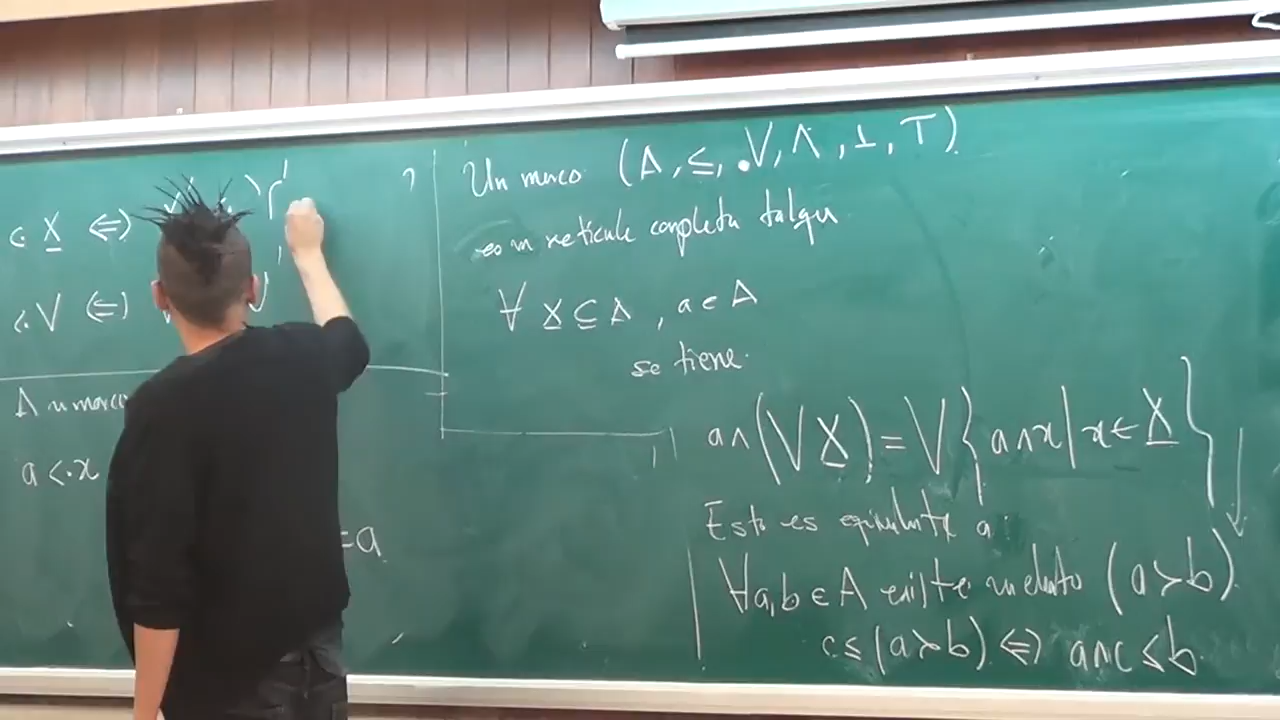 ⋖ X ⇔
⋖ V ⇔
A un marco
a ⋖ x
= a
Un marco (A, ≤, ⋁, ∧, ⊥, T)
es un retículo completo tal que
∀ X ⊆ A, a ∈ A
se tiene
a ∧ (⋁ X) = ⋁ { a ∧ x | x ∈ X }
Esto es equivalente a:
∀ a, b ∈ A existe un elemento (a ≻ b)
c ≤ (a ≻ b) ⇔ a ∧ c ≤ b